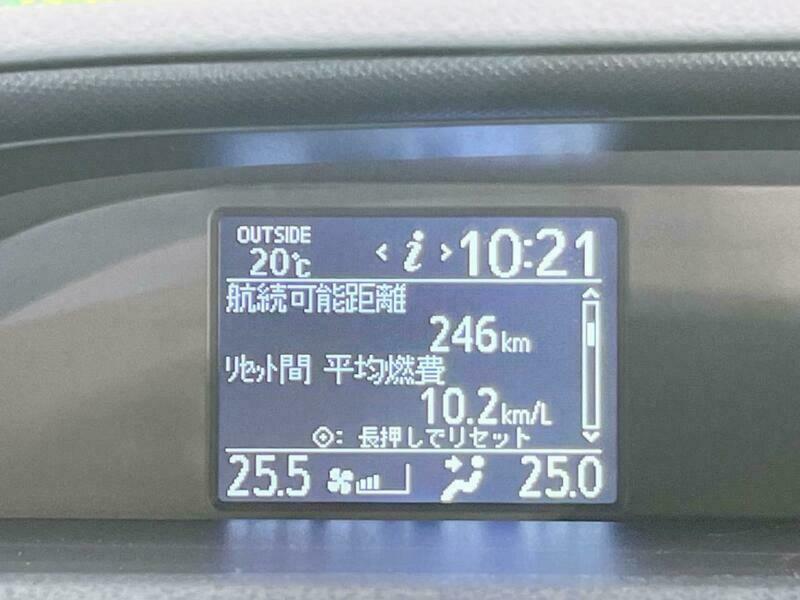 OUTSIDE
20℃
< i > 10:21
航続可能距離
246km
リセット間 平均燃費
10.2km/L
: 長押しでリセット
25.5 25.0